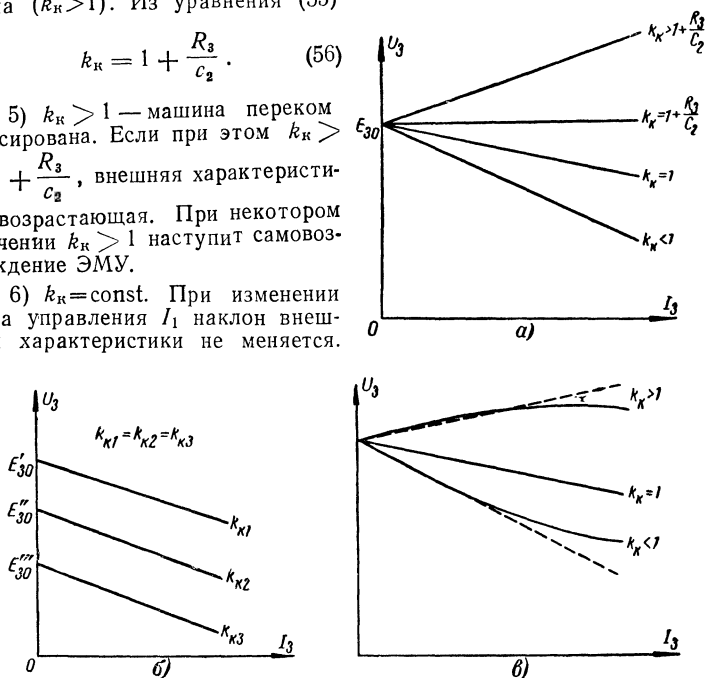 на (kк>1). Из уравнения (55)
kк = 1 + R3/c2 . (56)
5) kк > 1 — машина переком
сирована. Если при этом kк >
+ R3/c2 , внешняя характеристи-
возрастающая. При некотором
чении kк > 1 наступит самовоз-
ждение ЭМУ.
6) kк=const. При изменении
ка управления I1 наклон внеш-
й характеристики не меняется.
U3
kк>1+R3/C2
E30
kк=1+R3/C2
kк=1
kк<1
I3
0
а)
U3
kк1=kк2=kк3
E'30
kк1
E''30
kк2
E'''30
kк3
I3
0
б)
U3
kк>1
kк=1
kк<1
I3
в)